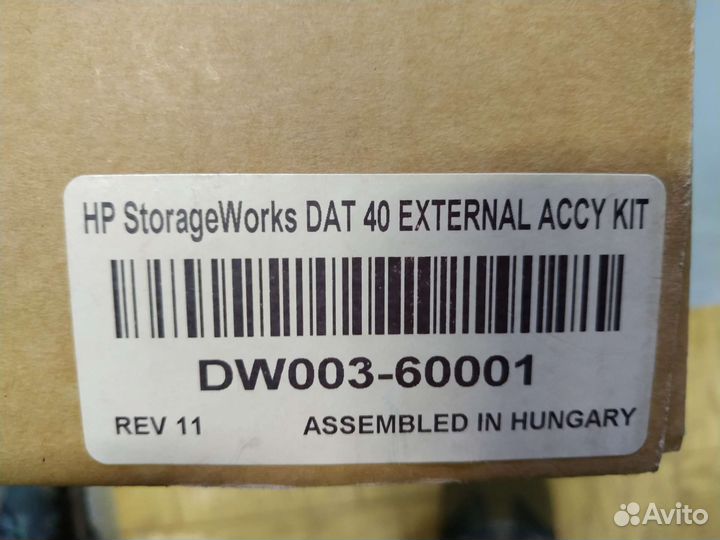 HP StorageWorks DAT 40 EXTERNAL ACCY KIT
DW003-60001
REV 11 ASSEMBLED IN HUNGARY
Avito